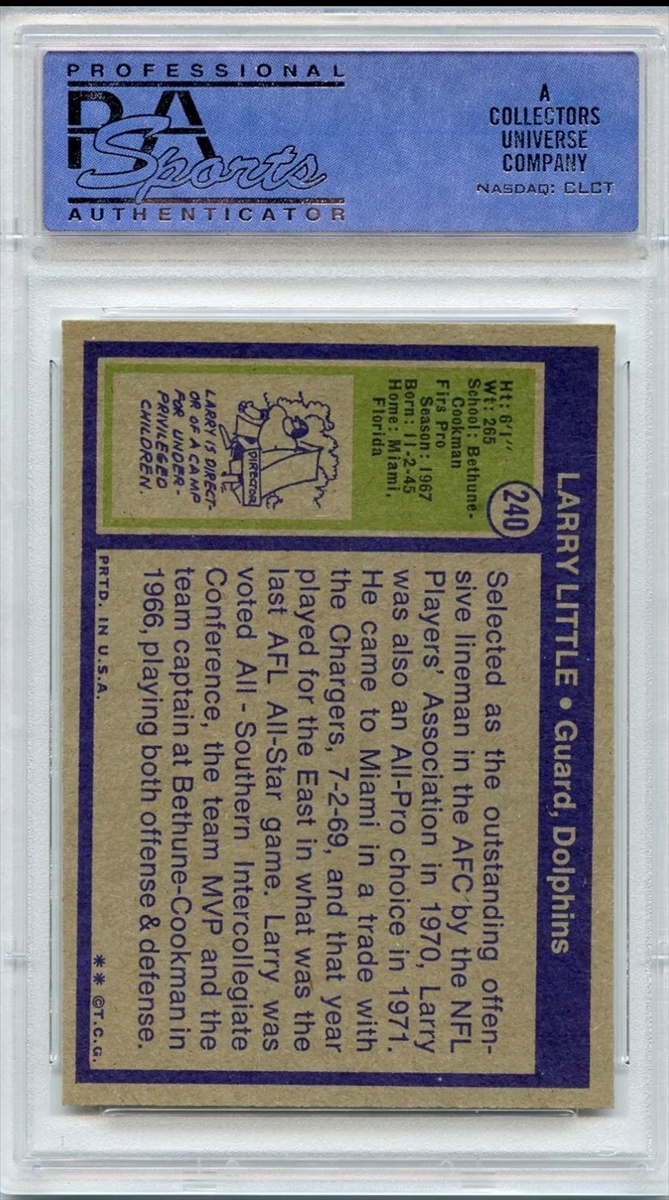 PROFESSIONAL
PSA
Sports
AUTHENTICATOR
A
COLLECTORS
UNIVERSE
COMPANY
NASDAQ: CLCT
LARRY LITTLE • Guard, Dolphins
240
Ht: 6'1"
Wt: 265
School: Bethune-
Cookman
Firs Pro
Season: 1967
Born: 11-2-45
Home: Miami,
Florida
DIRECTOR
LARRY IS DIRECT-
OR OF A CAMP
FOR UNDER-
PRIVILEGED
CHILDREN.
Selected as the outstanding offen-
sive lineman in the AFC by the NFL
Players' Association in 1970, Larry
was also an All-Pro choice in 1971.
He came to Miami in a trade with
the Chargers, 7-2-69, and that year
played for the East in what was the
last AFL All-Star game. Larry was
voted All - Southern Intercollegiate
Conference, the team MVP and the
team captain at Bethune-Cookman in
1966, playing both offense & defense.
PRTD. IN U.S.A.
** ©T.C.G.